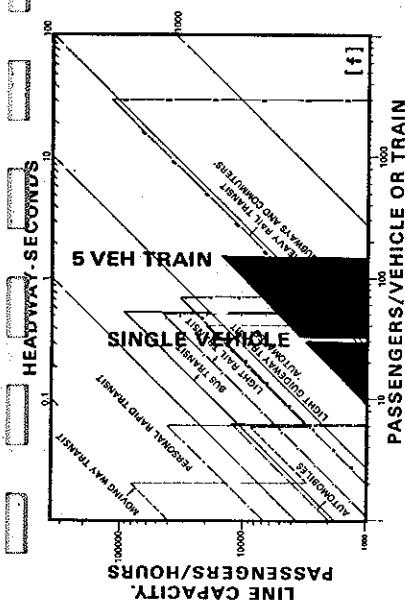 HEADWAY-SECONDS
0.1
1
10
100
1000
[f]
5 VEH TRAIN
SINGLE VEHICLE
MOVING WAY TRANSIT
PERSONAL RAPID TRANSIT
BUS TRANSIT
LIGHT RAIL TRANSIT
LIGHT GUIDEWAY TRANSIT
AUTOMOBILES
HEAVY RAIL TRANSIT
SUBWAYS AND COMMUTERS
LINE CAPACITY.
PASSENGERS/HOURS
100000
10000
10
100
1000
PASSENGERS/VEHICLE OR TRAIN